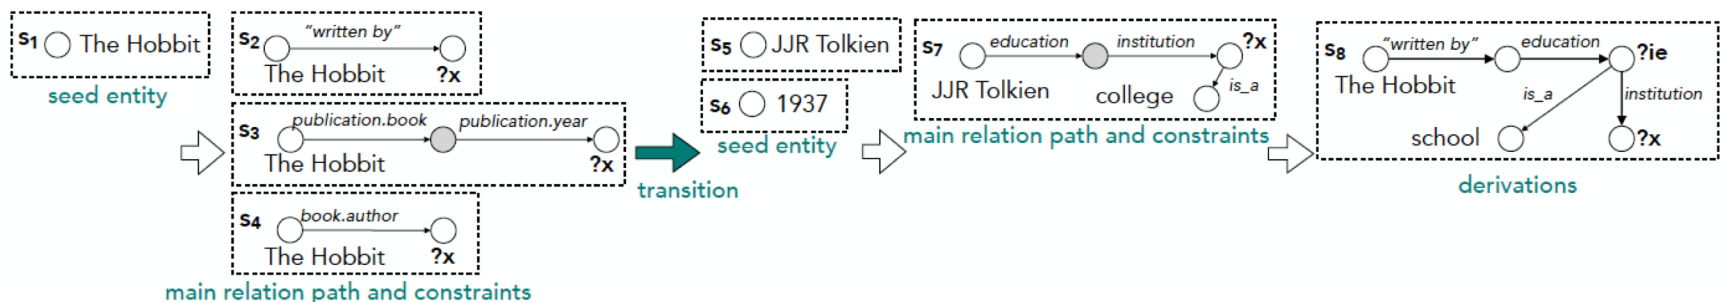 s1 The Hobbit
seed entity
s2 "written by"
The Hobbit ?x
s3 publication.book publication.year
The Hobbit ?x
s4 book.author
The Hobbit ?x
main relation path and constraints
transition
s5 JJR Tolkien
s6 1937
seed entity
s7 education institution ?x
JJR Tolkien college is_a
main relation path and constraints
s8 "written by" education ?ie
The Hobbit
is_a institution
school ?x
derivations